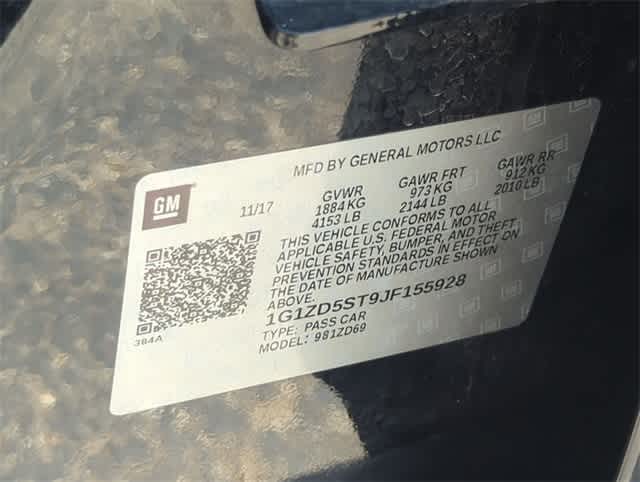 MFD BY GENERAL MOTORS LLC
GM
11/17
GVWR
1884 KG
4153 LB
GAWR FRT
973 KG
2144 LB
GAWR RR
912 KG
2010 LB
THIS VEHICLE CONFORMS TO ALL
APPLICABLE U.S. FEDERAL MOTOR
VEHICLE SAFETY, BUMPER, AND THEFT
PREVENTION STANDARDS IN EFFECT ON
THE DATE OF MANUFACTURE SHOWN
ABOVE.
1G1ZD5ST9JF155928
TYPE: PASS CAR
MODEL: 981ZD69
384A